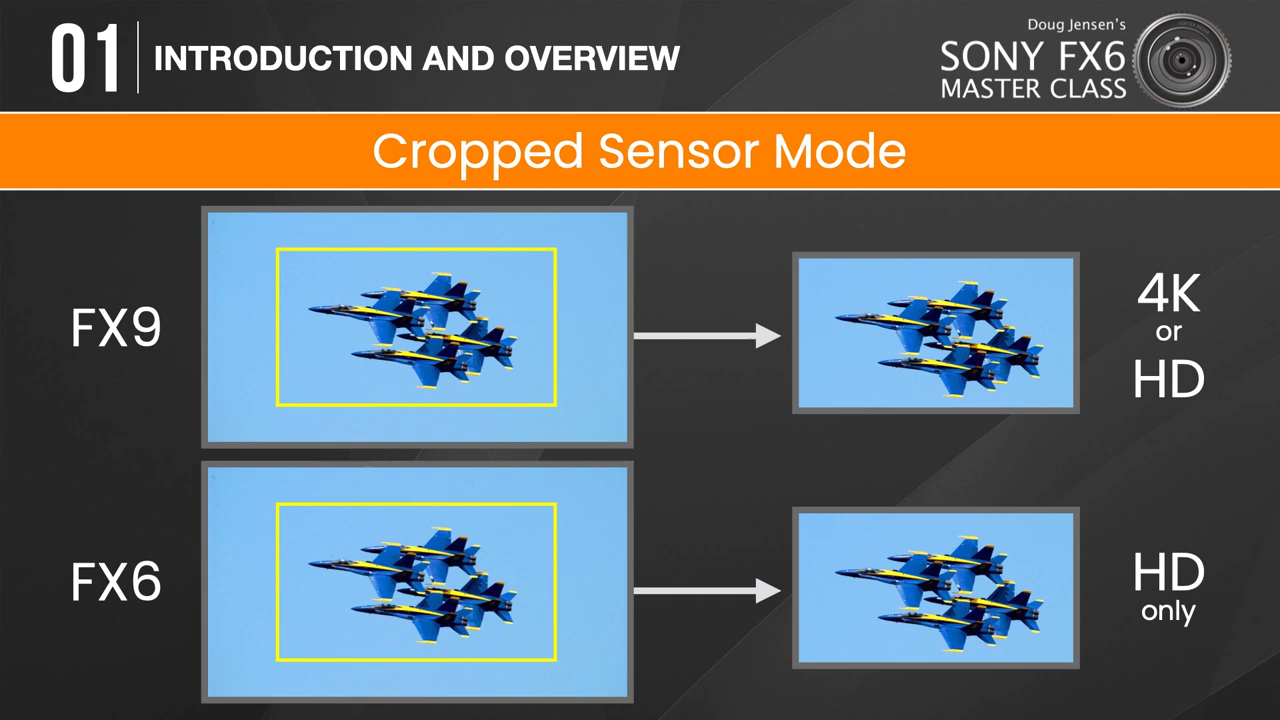 01
INTRODUCTION AND OVERVIEW
Doug Jensen's
SONY FX6
MASTER CLASS
Cropped Sensor Mode
FX9
4K
or
HD
FX6
HD
only